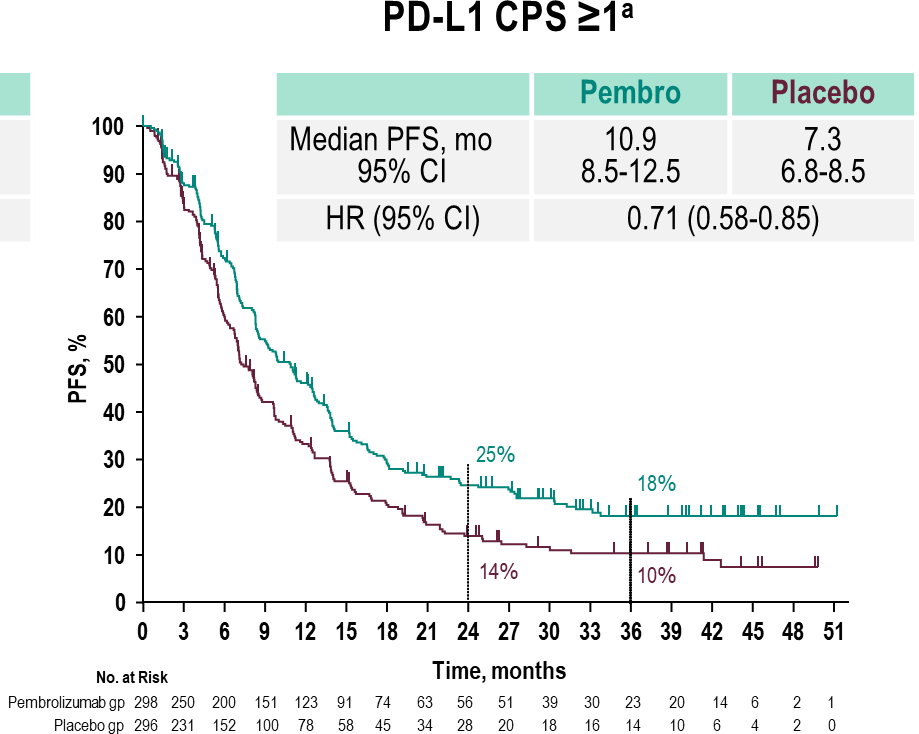 PD-L1 CPS ≥1ᵃ
Pembro Placebo
Median PFS, mo 10.9 7.3
95% CI 8.5-12.5 6.8-8.5
HR (95% CI) 0.71 (0.58-0.85)
100
90
80
70
60
50
40
30
20
10
0
PFS, %
25%
18%
14%
10%
0 3 6 9 12 15 18 21 24 27 30 33 36 39 42 45 48 51
Time, months
No. at Risk
Pembrolizumab gp 298 250 200 151 123 91 74 63 56 51 39 30 23 20 14 6 2 1
Placebo gp 296 231 152 100 78 58 45 34 28 20 18 16 14 10 6 4 2 0